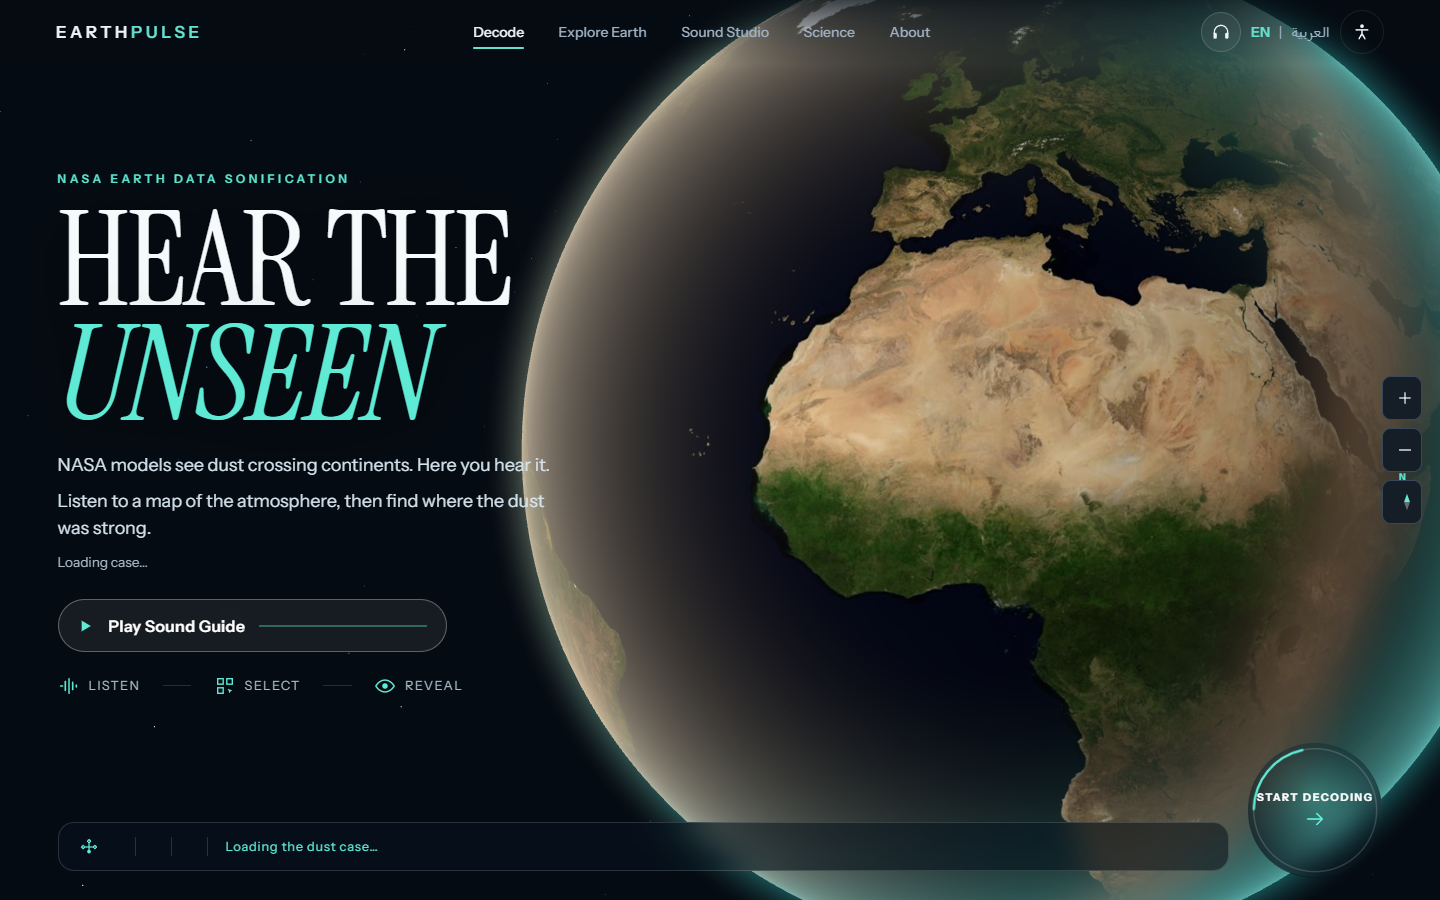 EARTHPULSE
Decode
Explore Earth
Sound Studio
Science
About
EN | العربية
NASA EARTH DATA SONIFICATION
HEAR THE
UNSEEN
NASA models see dust crossing continents. Here you hear it.
Listen to a map of the atmosphere, then find where the dust
was strong.
Loading case...
Play Sound Guide
LISTEN
SELECT
REVEAL
+
−
N
START DECODING
Loading the dust case...